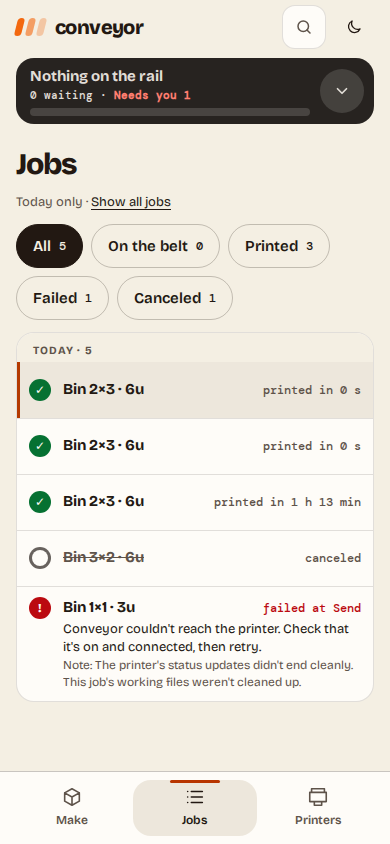 conveyor
Nothing on the rail
0 waiting · Needs you 1
Jobs
Today only · Show all jobs
All 5
On the belt 0
Printed 3
Failed 1
Canceled 1
TODAY · 5
Bin 2×3 · 6u printed in 0 s
Bin 2×3 · 6u printed in 0 s
Bin 2×3 · 6u printed in 1 h 13 min
Bin 3×2 · 6u canceled
Bin 1×1 · 3u failed at Send
Conveyor couldn't reach the printer. Check that
it's on and connected, then retry.
Note: The printer's status updates didn't end cleanly.
This job's working files weren't cleaned up.
Make
Jobs
Printers